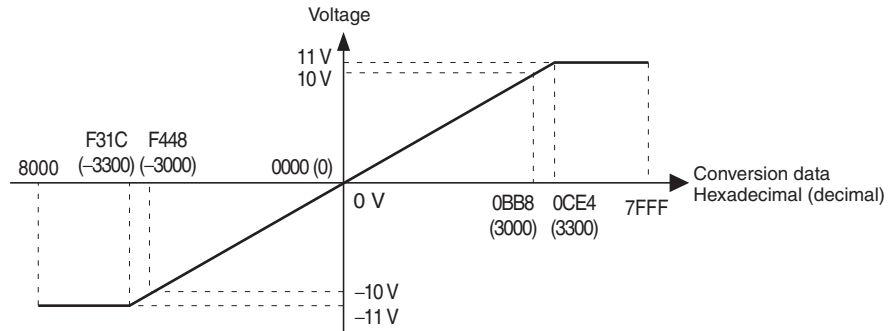 Voltage
11 V
10 V
F31C F448
8000 (–3300) (–3000) 0000 (0)
Conversion data
Hexadecimal (decimal)
0 V
0BB8 0CE4 7FFF
(3000) (3300)
–10 V
–11 V